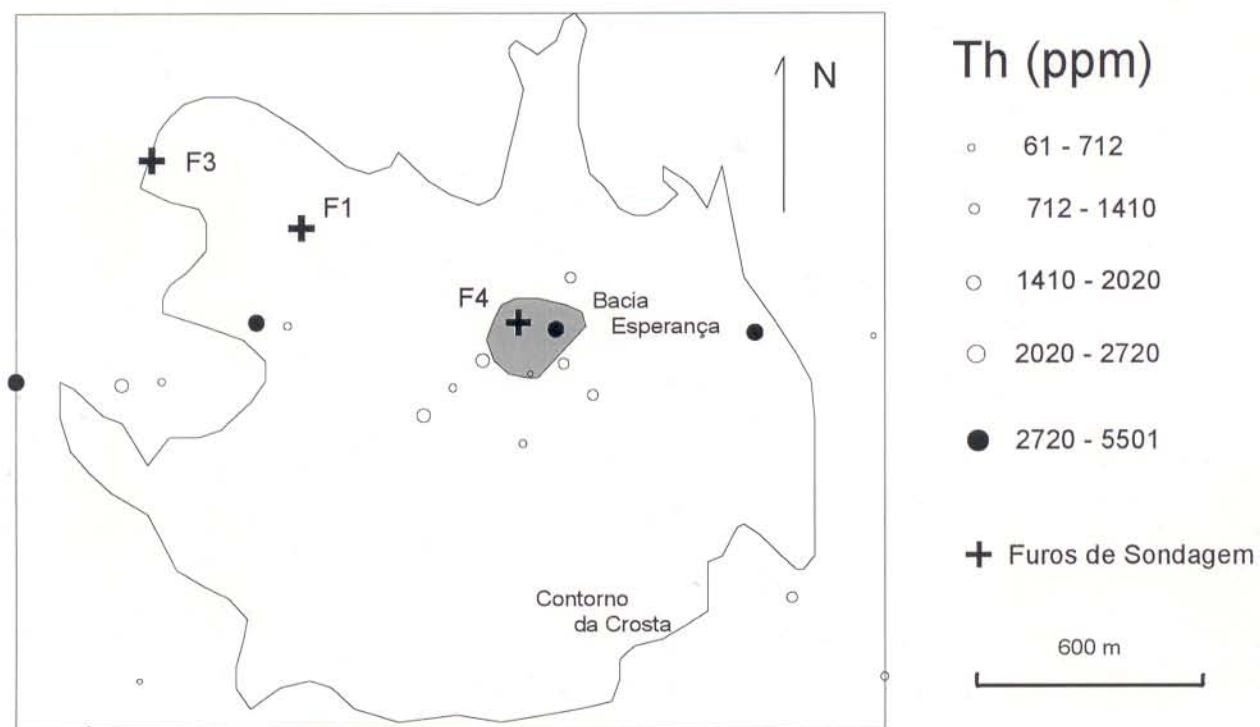 Th (ppm)
N
F3
F1
F4
Bacia
Esperança
Contorno
da Crosta
61 - 712
712 - 1410
1410 - 2020
2020 - 2720
2720 - 5501
Furos de Sondagem
600 m